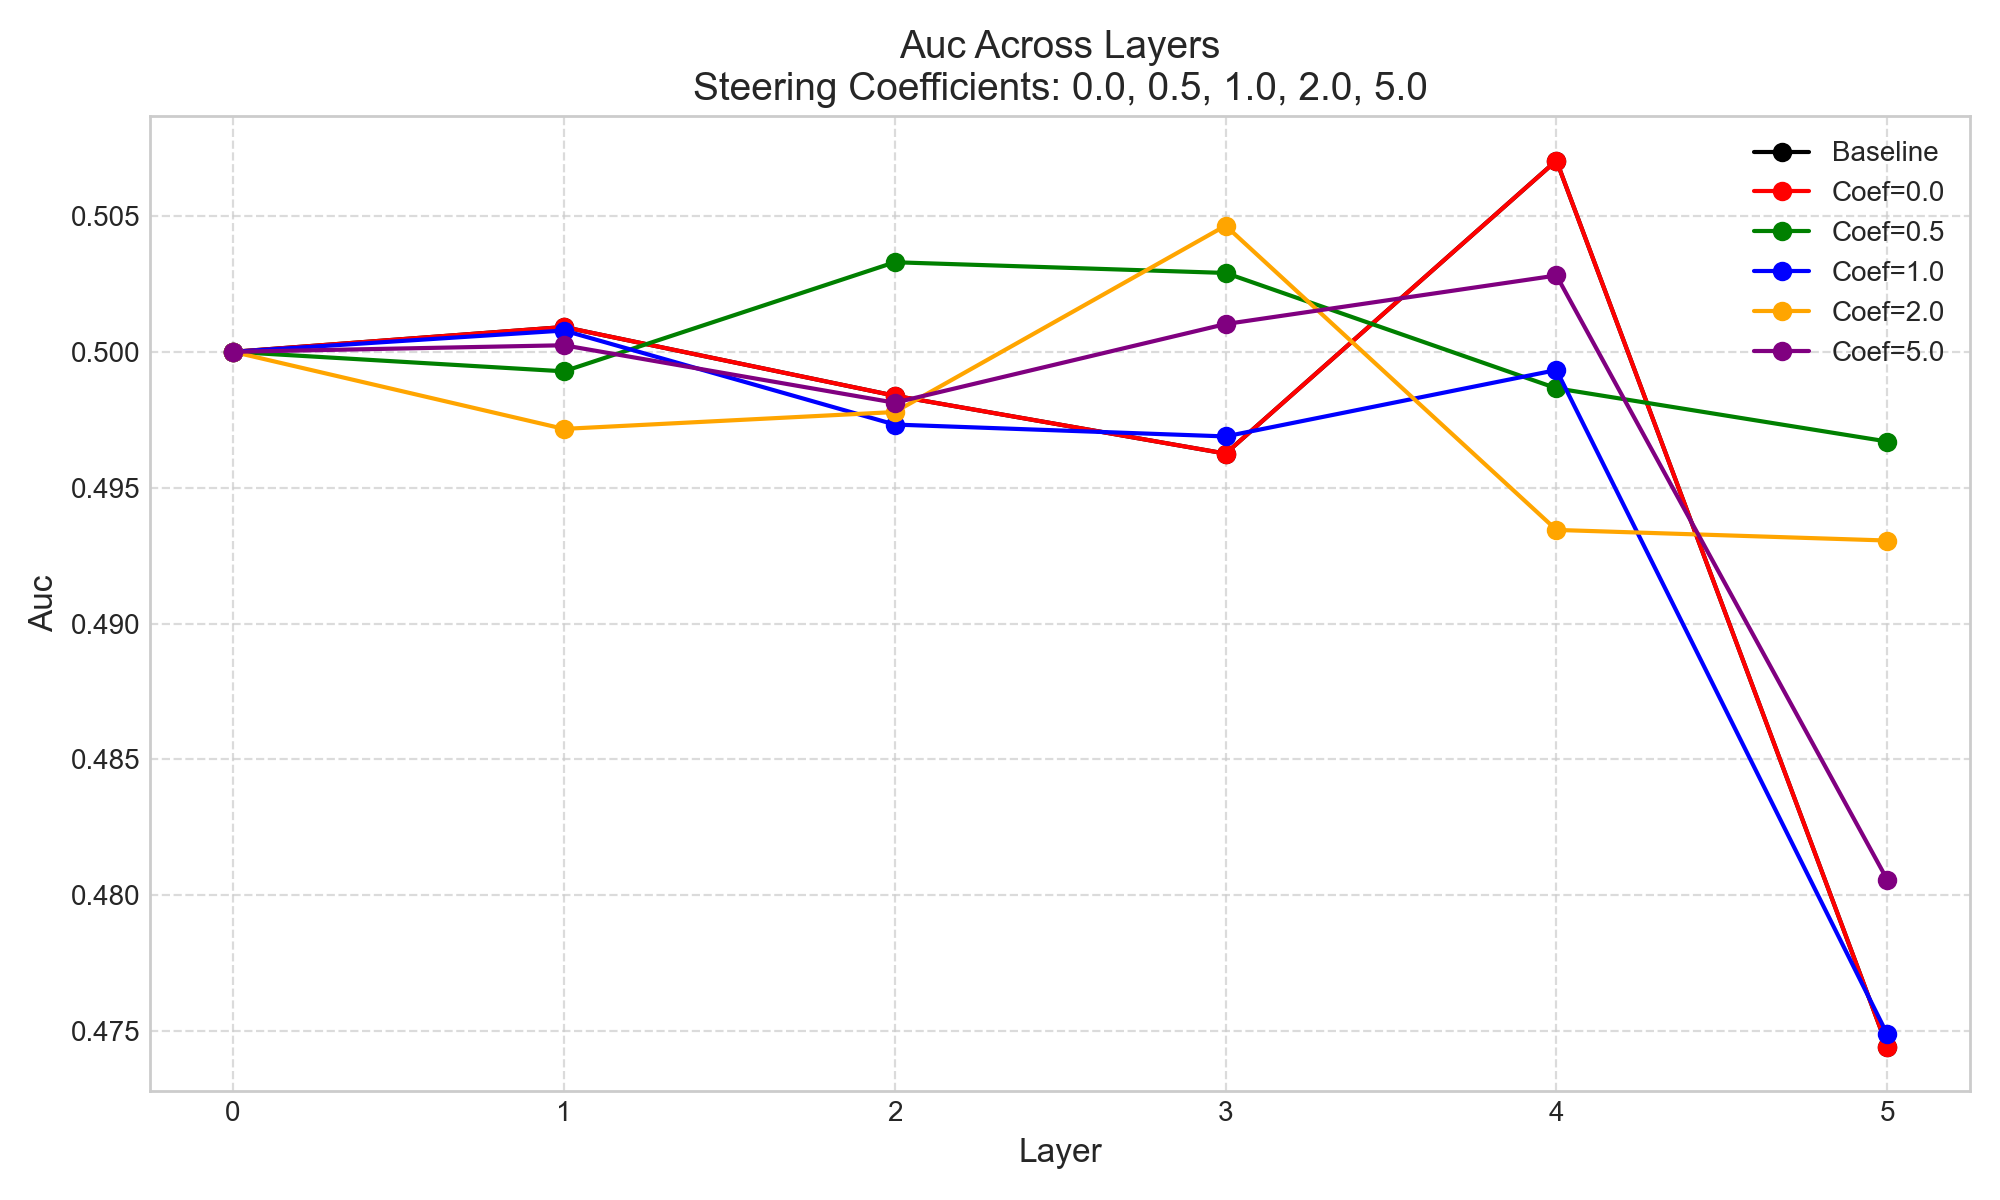 Auc Across Layers
Steering Coefficients: 0.0, 0.5, 1.0, 2.0, 5.0
Baseline
Coef=0.0
Coef=0.5
Coef=1.0
Coef=2.0
Coef=5.0
Auc
0.505
0.500
0.495
0.490
0.485
0.480
0.475
0 1 2 3 4 5
Layer